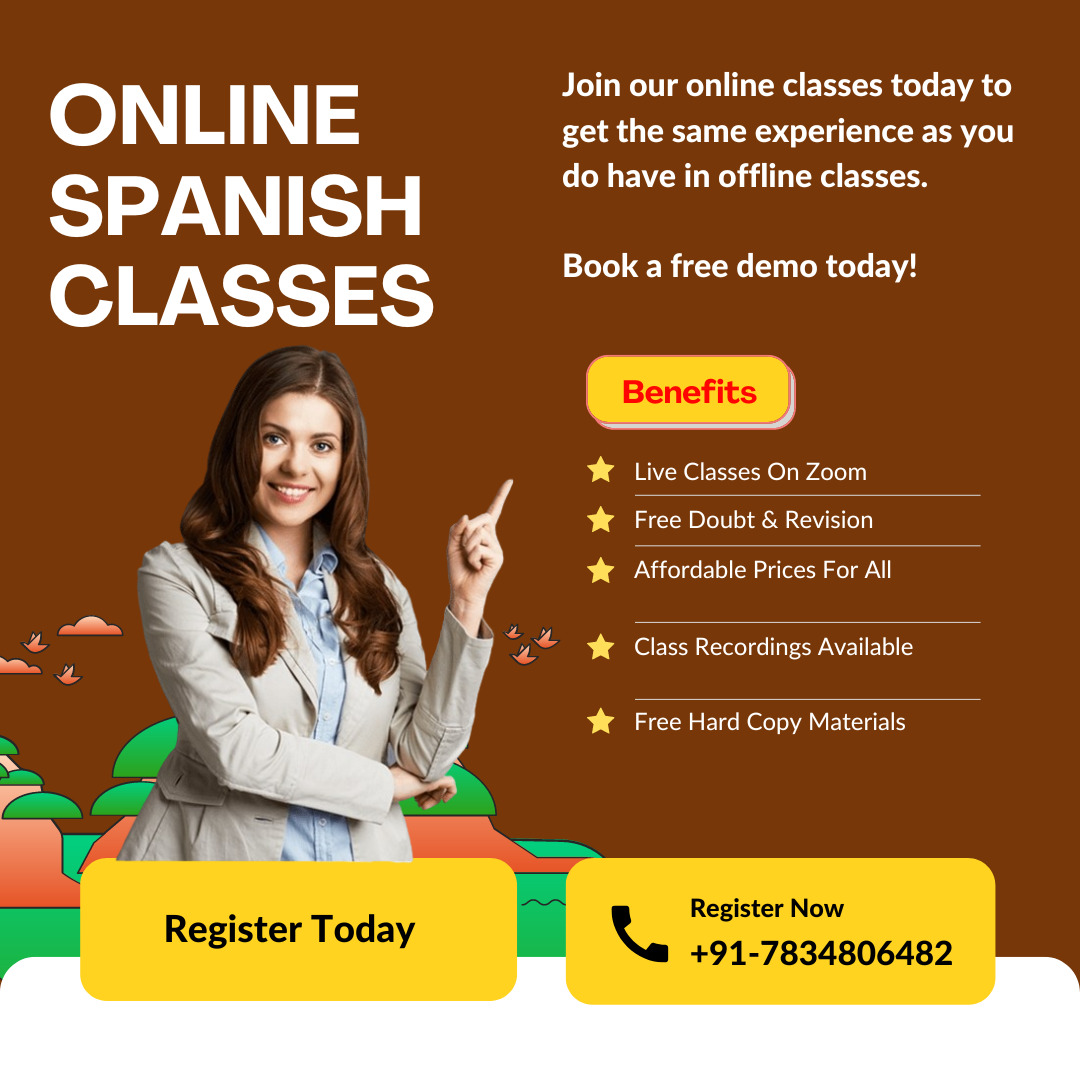 ONLINE
SPANISH
CLASSES
Join our online classes today to
get the same experience as you
do have in offline classes.
Book a free demo today!
Benefits
Live Classes On Zoom
Free Doubt & Revision
Affordable Prices For All
Class Recordings Available
Free Hard Copy Materials
Register Today
Register Now
+91-7834806482